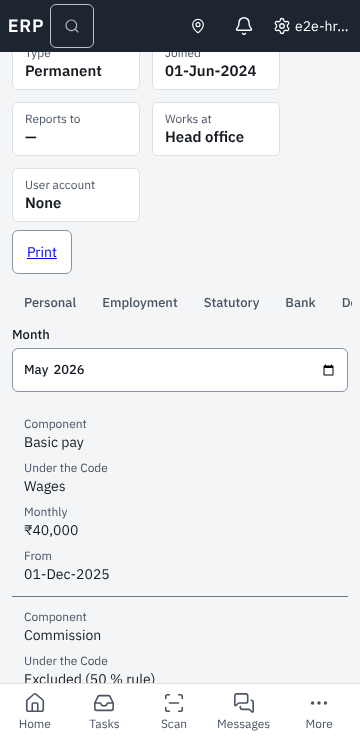 ERP
e2e-hr...
Type
Joined
Permanent
01-Jun-2024
Reports to
Works at
—
Head office
User account
None
Print
Personal
Employment
Statutory
Bank
Month
May 2026
Component
Basic pay
Under the Code
Wages
Monthly
₹40,000
From
01-Dec-2025
Component
Commission
Under the Code
Excluded (50 % rule)
Home
Tasks
Scan
Messages
More